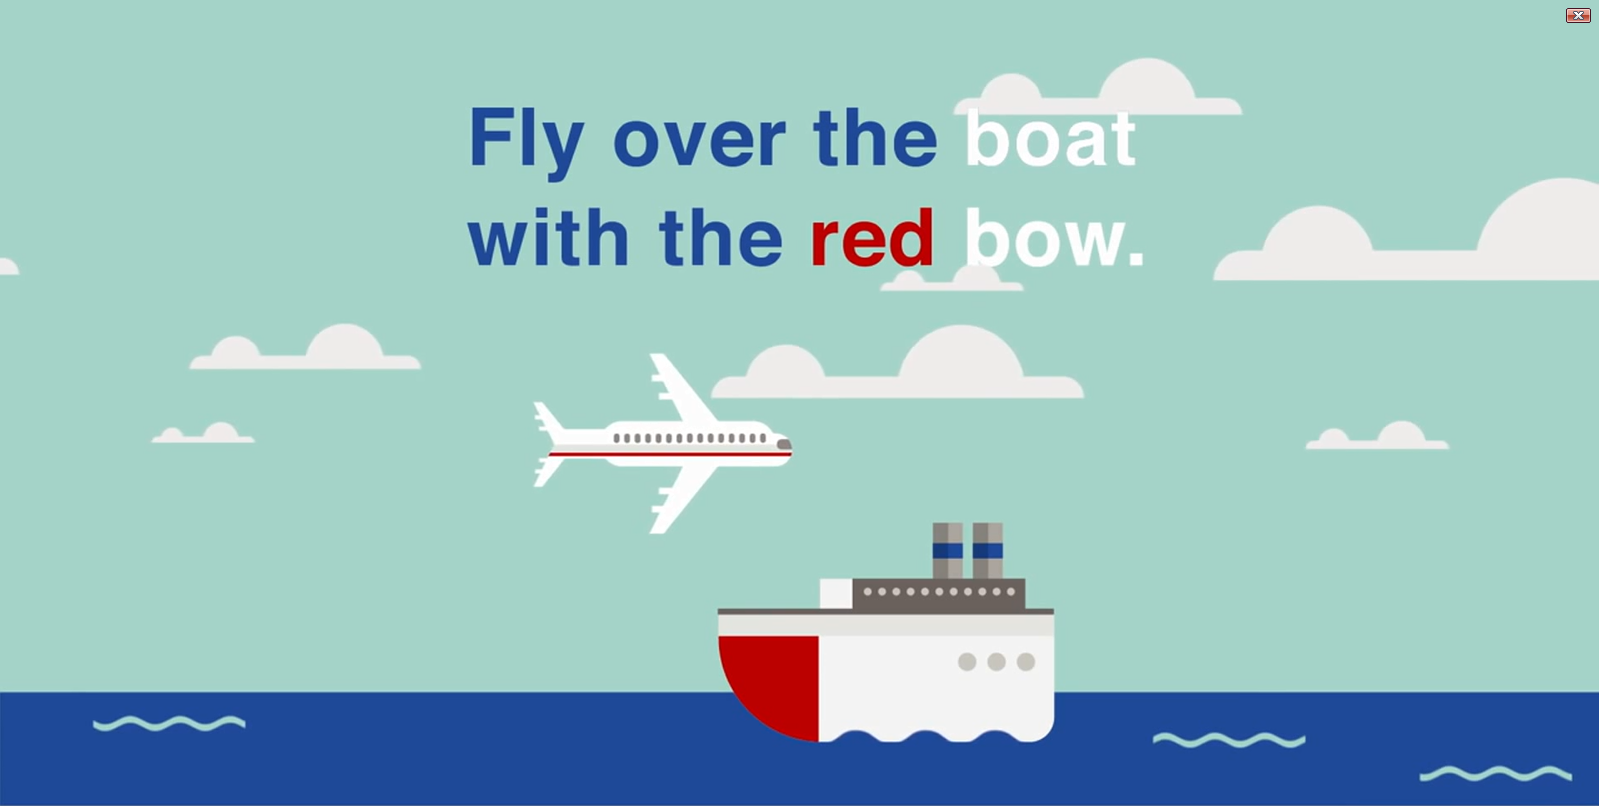 Fly over the boat
with the red bow.